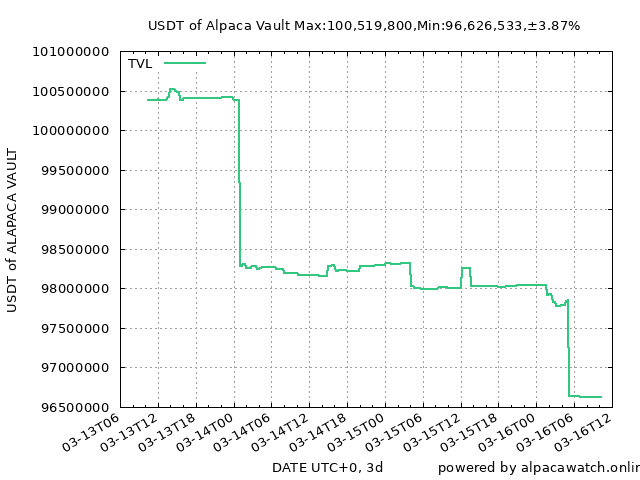 USDT of Alpaca Vault Max:100,519,800,Min:96,626,533,±3.87%
TVL
101000000
100500000
100000000
99500000
99000000
98500000
98000000
97500000
97000000
96500000
USDT of ALAPACA VAULT
03-13T06
03-13T12
03-13T18
03-14T00
03-14T06
03-14T12
03-14T18
03-15T00
03-15T06
03-15T12
03-15T18
03-16T00
03-16T06
03-16T12
DATE UTC+0, 3d
powered by alpacawatch.onlin